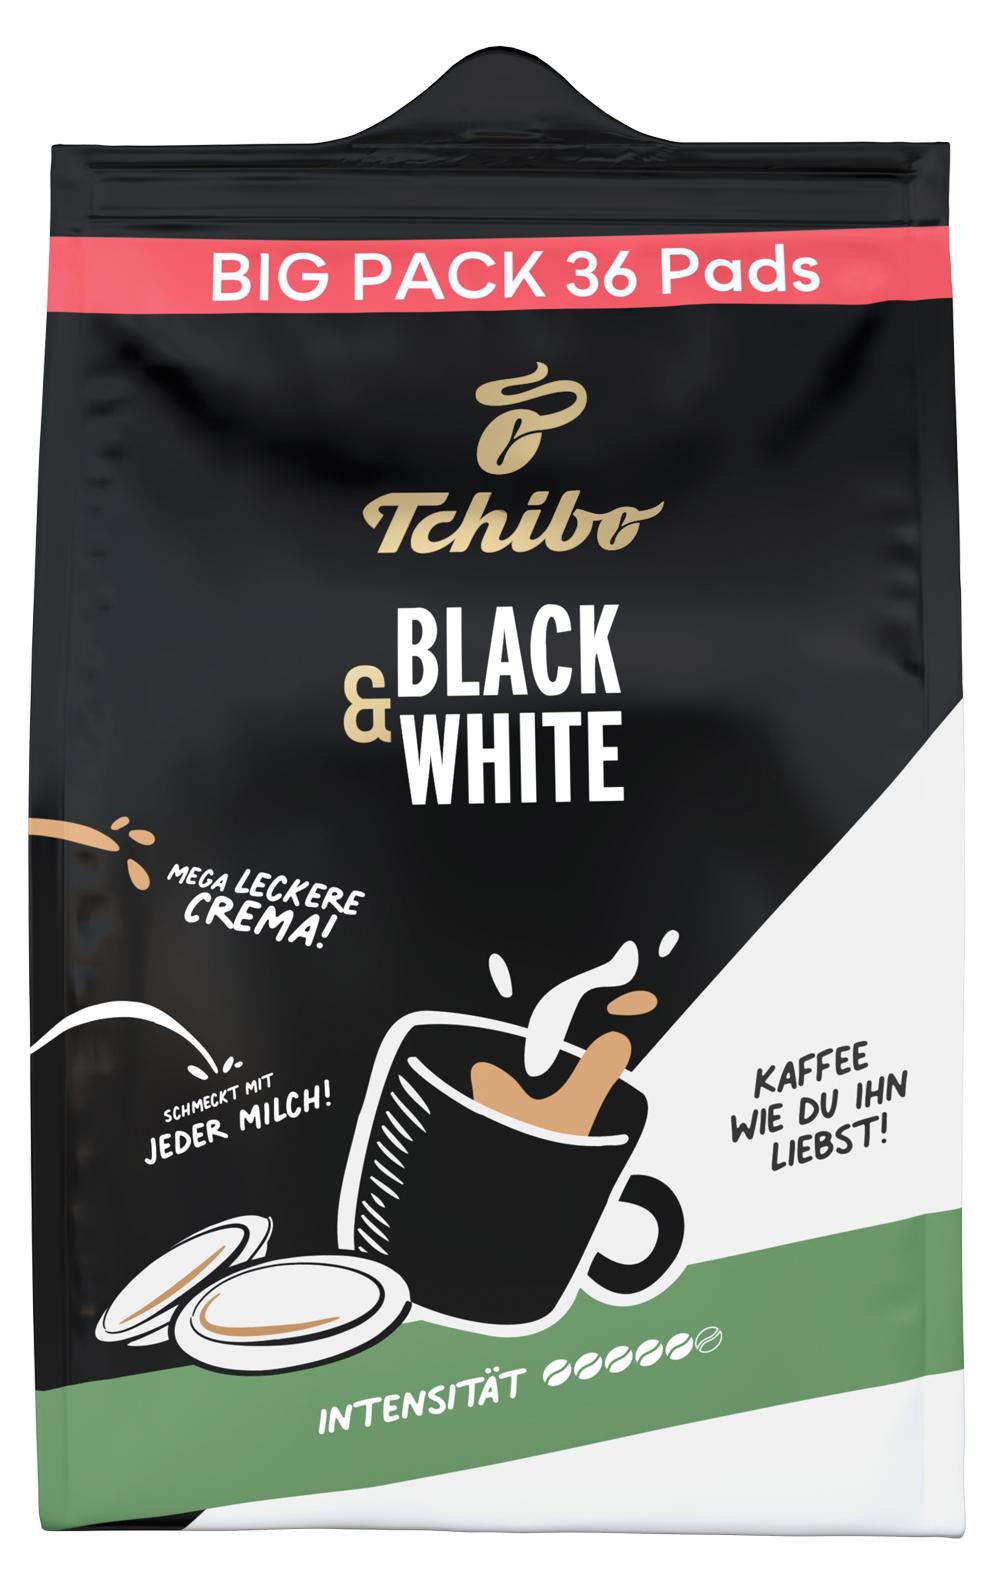 BIG PACK 36 Pads
Tchibo
BLACK
& WHITE
MEGA LECKERE
CREMA!
SCHMECKT MIT
JEDER MILCH!
KAFFEE
WIE DU IHN
LIEBST!
INTENSITÄT